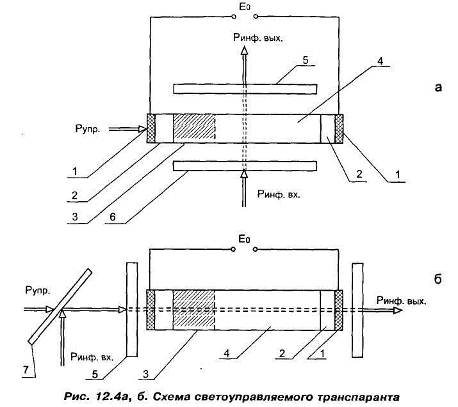 E₀
Pинф. вых.
5
4
а
Pупр.
1
2
3
6
Pинф. вх.
2
1
E₀
б
Pупр.
Pинф. вых.
7
Pинф. вх.
5
3
4
2
1
Рис. 12.4а, б. Схема светоуправляемого транспаранта